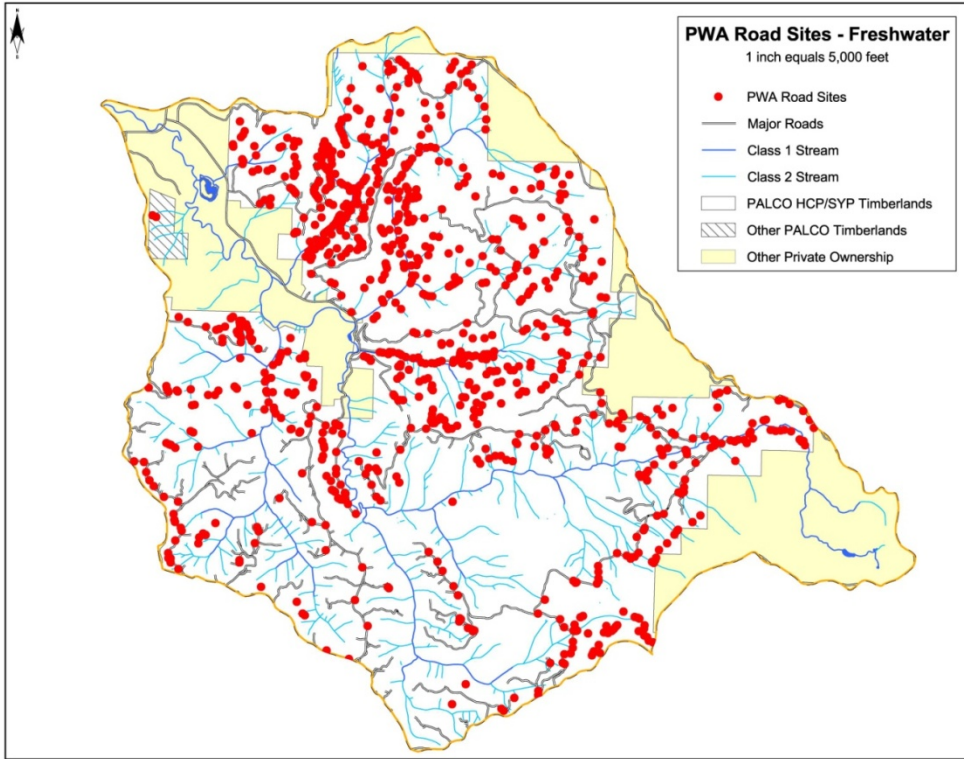 N
PWA Road Sites - Freshwater
1 inch equals 5,000 feet
PWA Road Sites
Major Roads
Class 1 Stream
Class 2 Stream
PALCO HCP/SYP Timberlands
Other PALCO Timberlands
Other Private Ownership